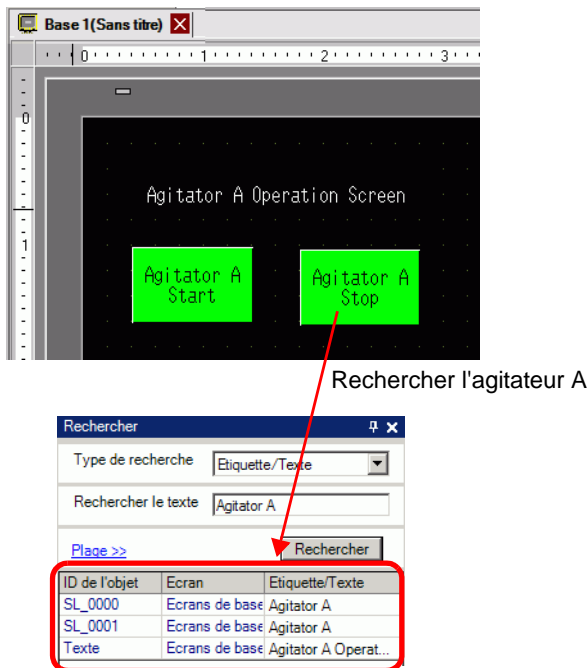 Base 1(Sans titre)
0 1 2 3
0
Agitator A Operation Screen
Agitator A Agitator A
Start Stop
1
Rechercher l'agitateur A
Rechercher
Type de recherche Etiquette/Texte
Rechercher le texte Agitator A
Plage >> Rechercher
ID de l'objet Ecran Etiquette/Texte
SL_0000 Ecrans de base Agitator A
SL_0001 Ecrans de base Agitator A
Texte Ecrans de base Agitator A Operat...